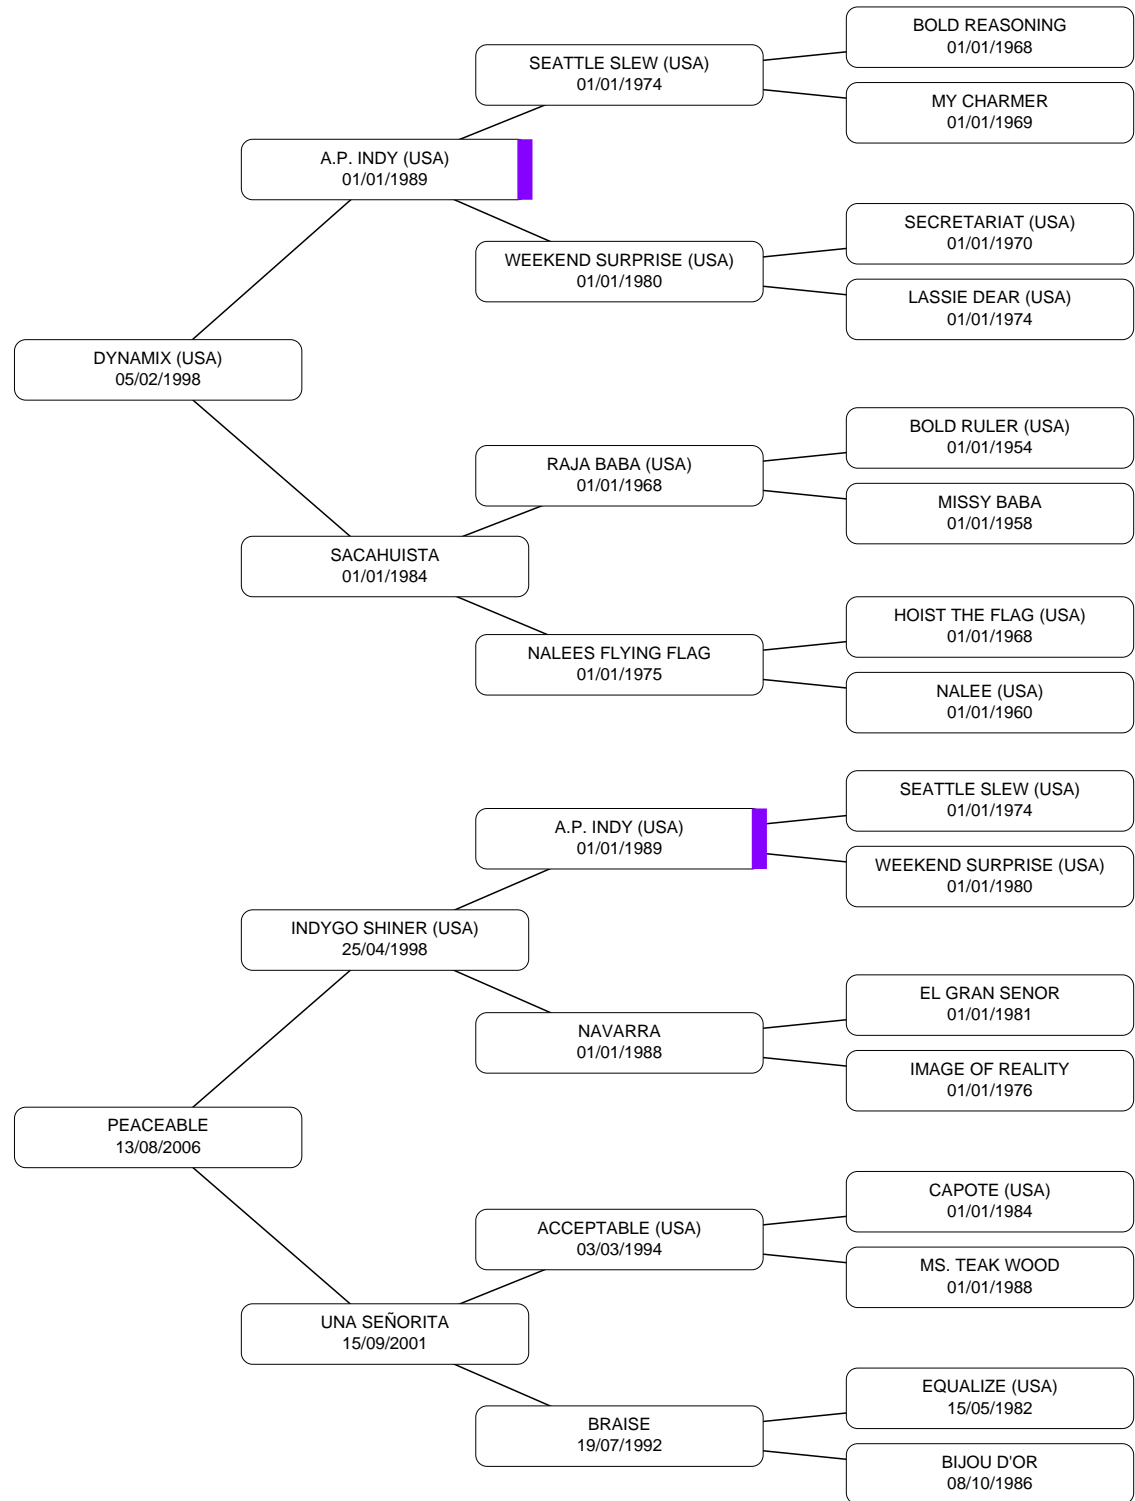 BOLD REASONING
01/01/1968
SEATTLE SLEW (USA)
01/01/1974
MY CHARMER
01/01/1969
A.P. INDY (USA)
01/01/1989
SECRETARIAT (USA)
01/01/1970
WEEKEND SURPRISE (USA)
01/01/1980
LASSIE DEAR (USA)
01/01/1974
DYNAMIX (USA)
05/02/1998
BOLD RULER (USA)
01/01/1954
RAJA BABA (USA)
01/01/1968
MISSY BABA
01/01/1958
SACAHUISTA
01/01/1984
HOIST THE FLAG (USA)
01/01/1968
NALEES FLYING FLAG
01/01/1975
NALEE (USA)
01/01/1960
SEATTLE SLEW (USA)
01/01/1974
A.P. INDY (USA)
01/01/1989
WEEKEND SURPRISE (USA)
01/01/1980
INDYGO SHINER (USA)
25/04/1998
EL GRAN SENOR
01/01/1981
NAVARRA
01/01/1988
IMAGE OF REALITY
01/01/1976
PEACEABLE
13/08/2006
CAPOTE (USA)
01/01/1984
ACCEPTABLE (USA)
03/03/1994
MS. TEAK WOOD
01/01/1988
UNA SEÑORITA
15/09/2001
EQUALIZE (USA)
15/05/1982
BRAISE
19/07/1992
BIJOU D'OR
08/10/1986